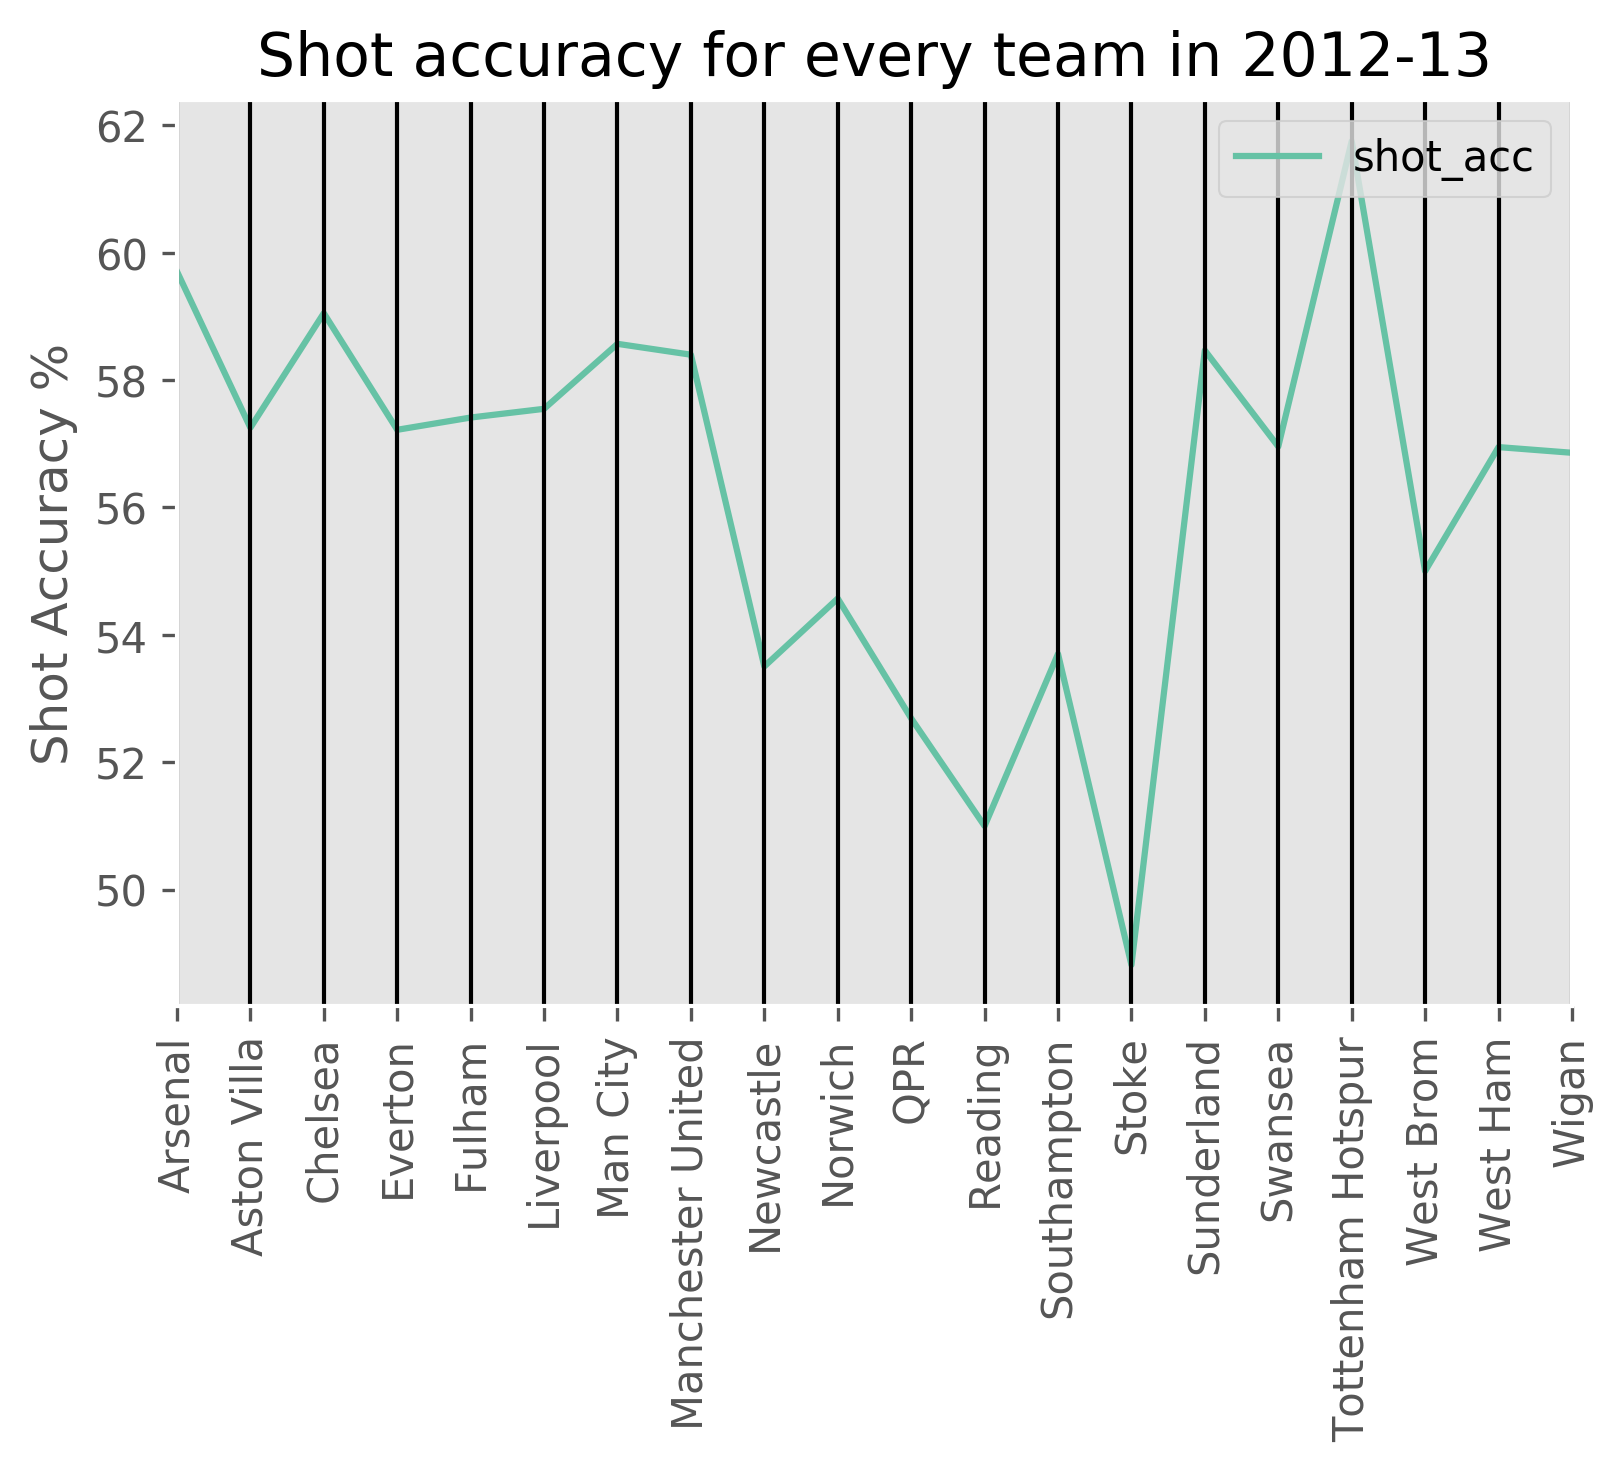 Shot accuracy for every team in 2012-13
shot_acc
Shot Accuracy %
62
60
58
56
54
52
50
Arsenal
Aston Villa
Chelsea
Everton
Fulham
Liverpool
Man City
Manchester United
Newcastle
Norwich
QPR
Reading
Southampton
Stoke
Sunderland
Swansea
Tottenham Hotspur
West Brom
West Ham
Wigan